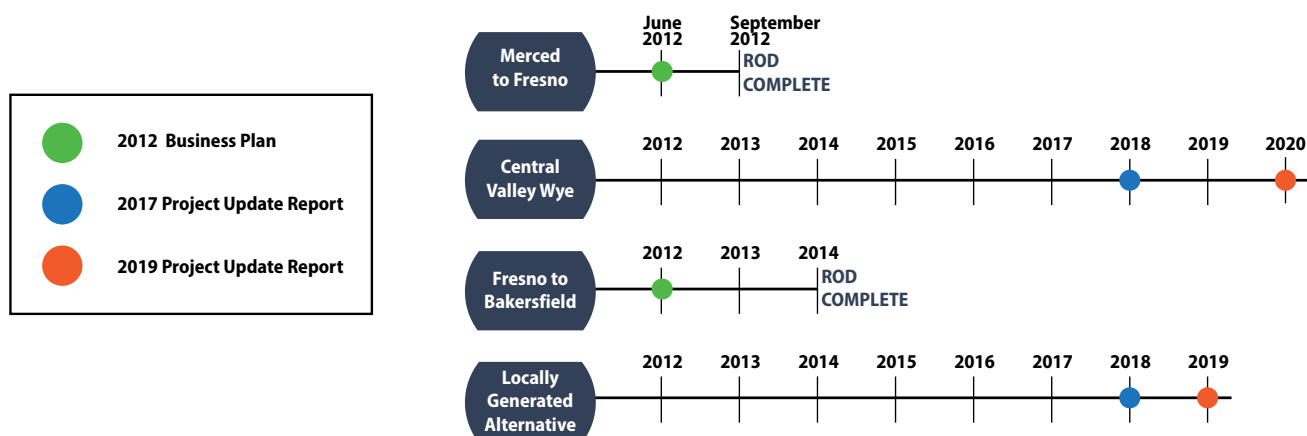 2012 Business Plan
2017 Project Update Report
2019 Project Update Report
Merced
to Fresno
June
2012
September
2012
ROD
COMPLETE
Central
Valley Wye
2012 2013 2014 2015 2016 2017 2018 2019 2020
Fresno to
Bakersfield
2012 2013 2014
ROD
COMPLETE
Locally
Generated
Alternative
2012 2013 2014 2015 2016 2017 2018 2019